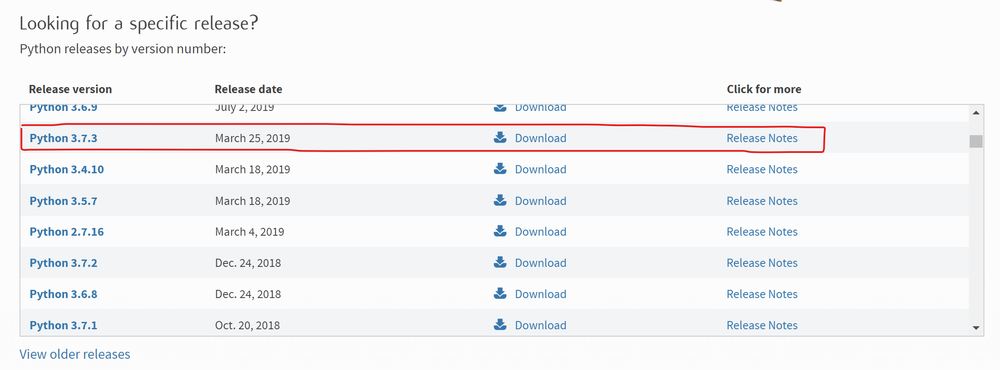 Looking for a specific release?
Python releases by version number:
Release version Release date Click for more
Python 3.6.9 July 2, 2019 Download Release Notes
Python 3.7.3 March 25, 2019 Download Release Notes
Python 3.4.10 March 18, 2019 Download Release Notes
Python 3.5.7 March 18, 2019 Download Release Notes
Python 2.7.16 March 4, 2019 Download Release Notes
Python 3.7.2 Dec. 24, 2018 Download Release Notes
Python 3.6.8 Dec. 24, 2018 Download Release Notes
Python 3.7.1 Oct. 20, 2018 Download Release Notes
View older releases